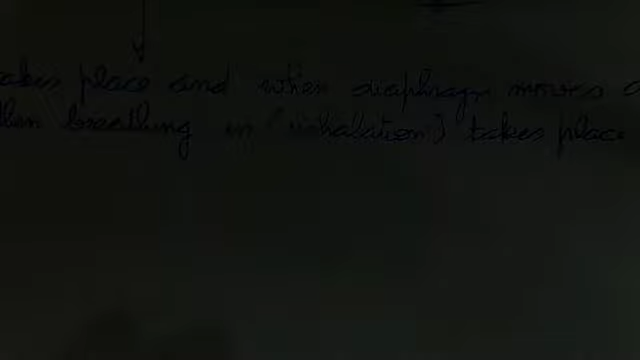 takes place and when diaphragm moves
then breathing in (inhalation) takes place